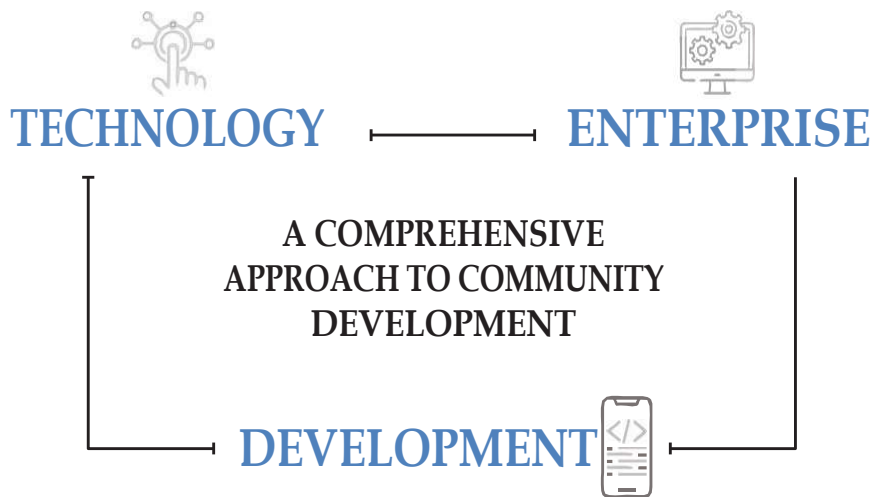 TECHNOLOGY
ENTERPRISE
A COMPREHENSIVE
APPROACH TO COMMUNITY
DEVELOPMENT
DEVELOPMENT
</>